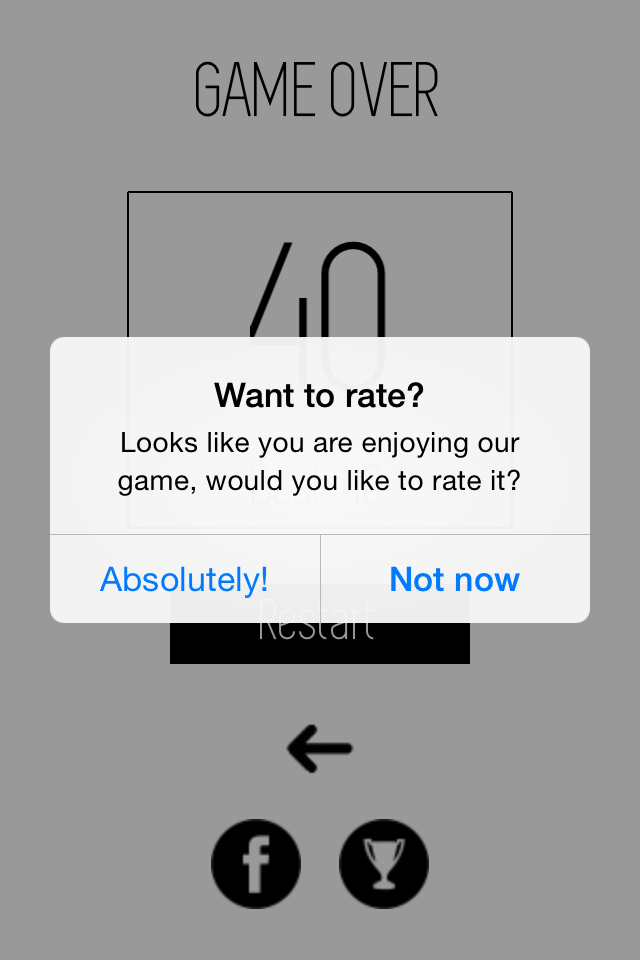 GAME OVER
40
Want to rate?
Looks like you are enjoying our
game, would you like to rate it?
Absolutely!
Not now
Restart
f